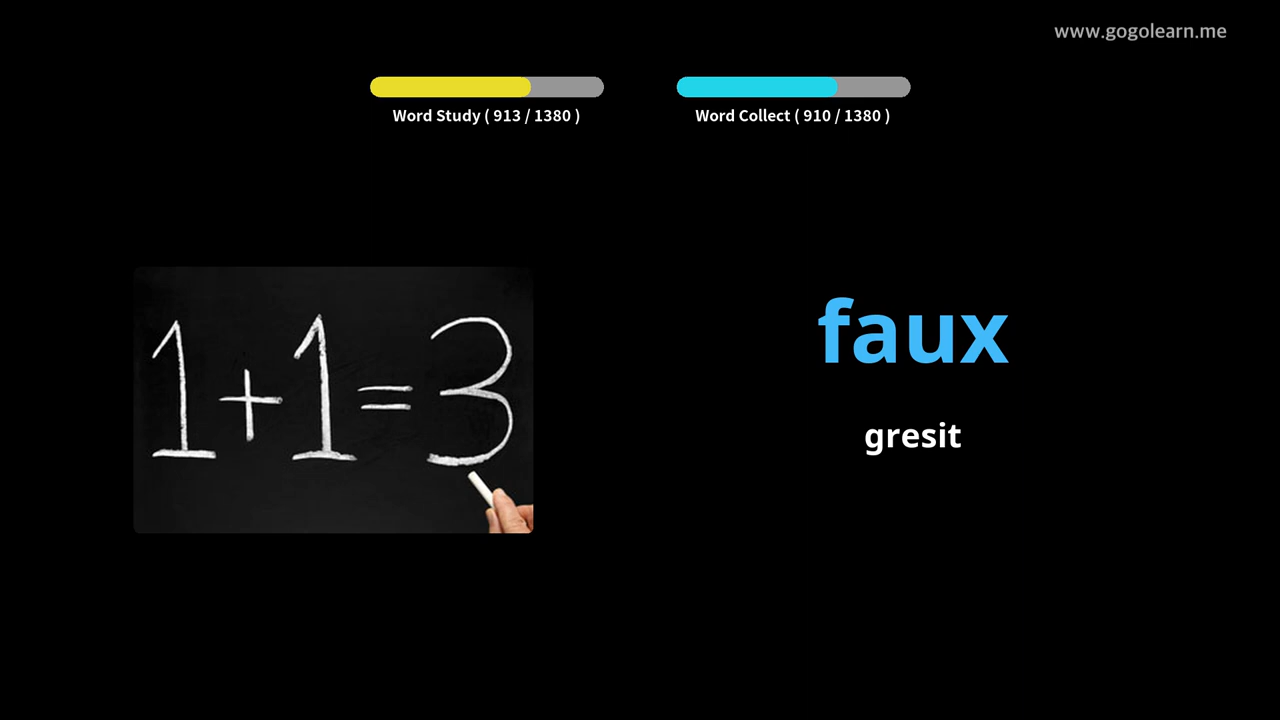 www.gogolearn.me
Word Study ( 913 / 1380 )
Word Collect ( 910 / 1380 )
1+1=3
faux
gresit